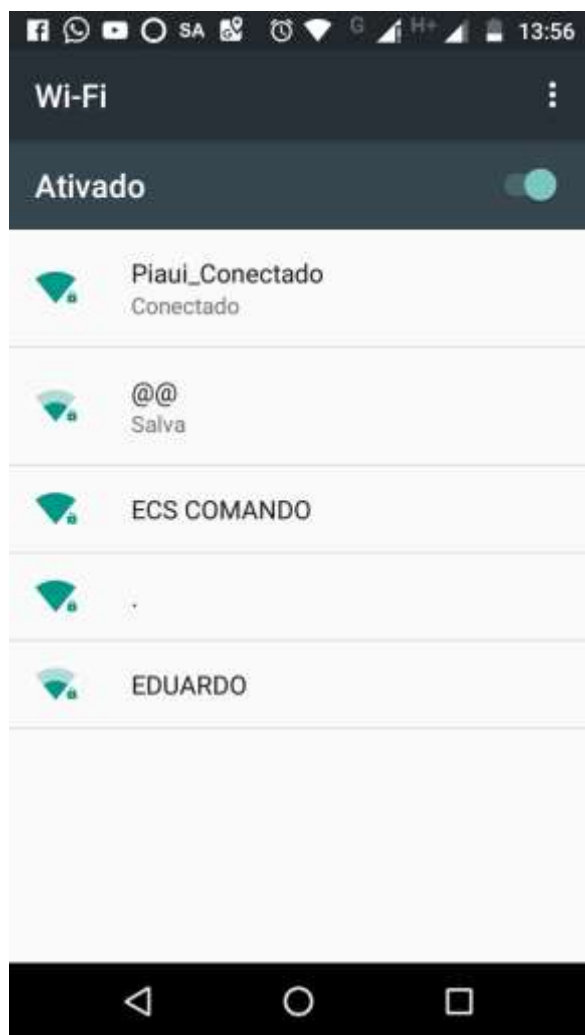 SA G H+ 13:56
Wi-Fi
Ativado
Piaui_Conectado
Conectado
@@
Salva
ECS COMANDO
.
EDUARDO